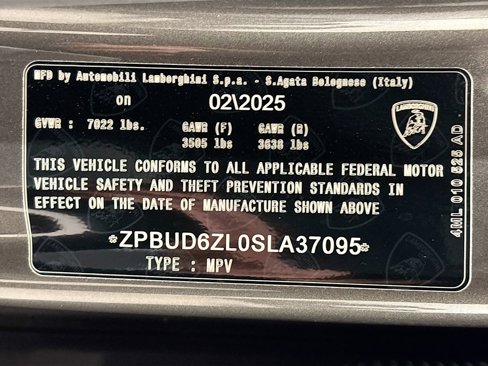 MFD by Automobili Lamborghini S.p.a. - S.Agata Bolognese (Italy)
on 02\2025
GVWR : 7022 lbs. GAWR (F) GAWR (R)
3505 lbs 3638 lbs
LAMBORGHINI
THIS VEHICLE CONFORMS TO ALL APPLICABLE FEDERAL MOTOR
VEHICLE SAFETY AND THEFT PREVENTION STANDARDS IN
EFFECT ON THE DATE OF MANUFACTURE SHOWN ABOVE
*ZPBUD6ZL0SLA37095*
TYPE : MPV
4ML 010 525 AD